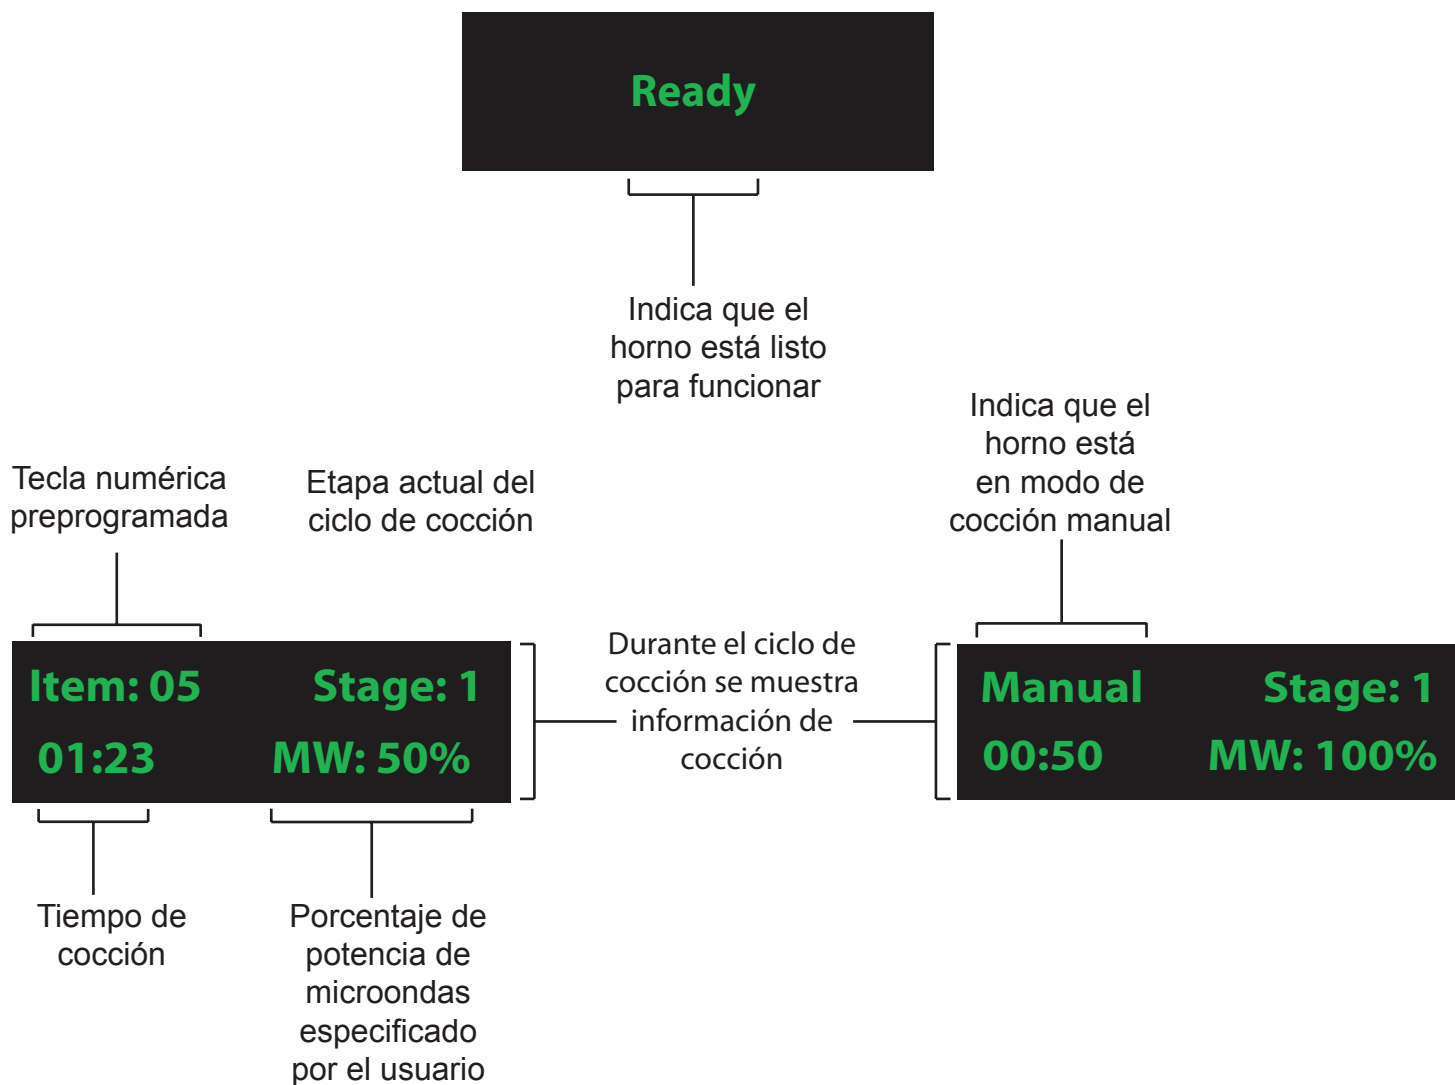 Ready
Indica que el
horno está listo
para funcionar
Indica que el
horno está
en modo de
cocción manual
Tecla numérica
preprogramada
Etapa actual del
ciclo de cocción
Item: 05 Stage: 1
01:23 MW: 50%
Durante el ciclo de
cocción se muestra
información de
cocción
Manual Stage: 1
00:50 MW: 100%
Tiempo de
cocción
Porcentaje de
potencia de
microondas
especificado
por el usuario